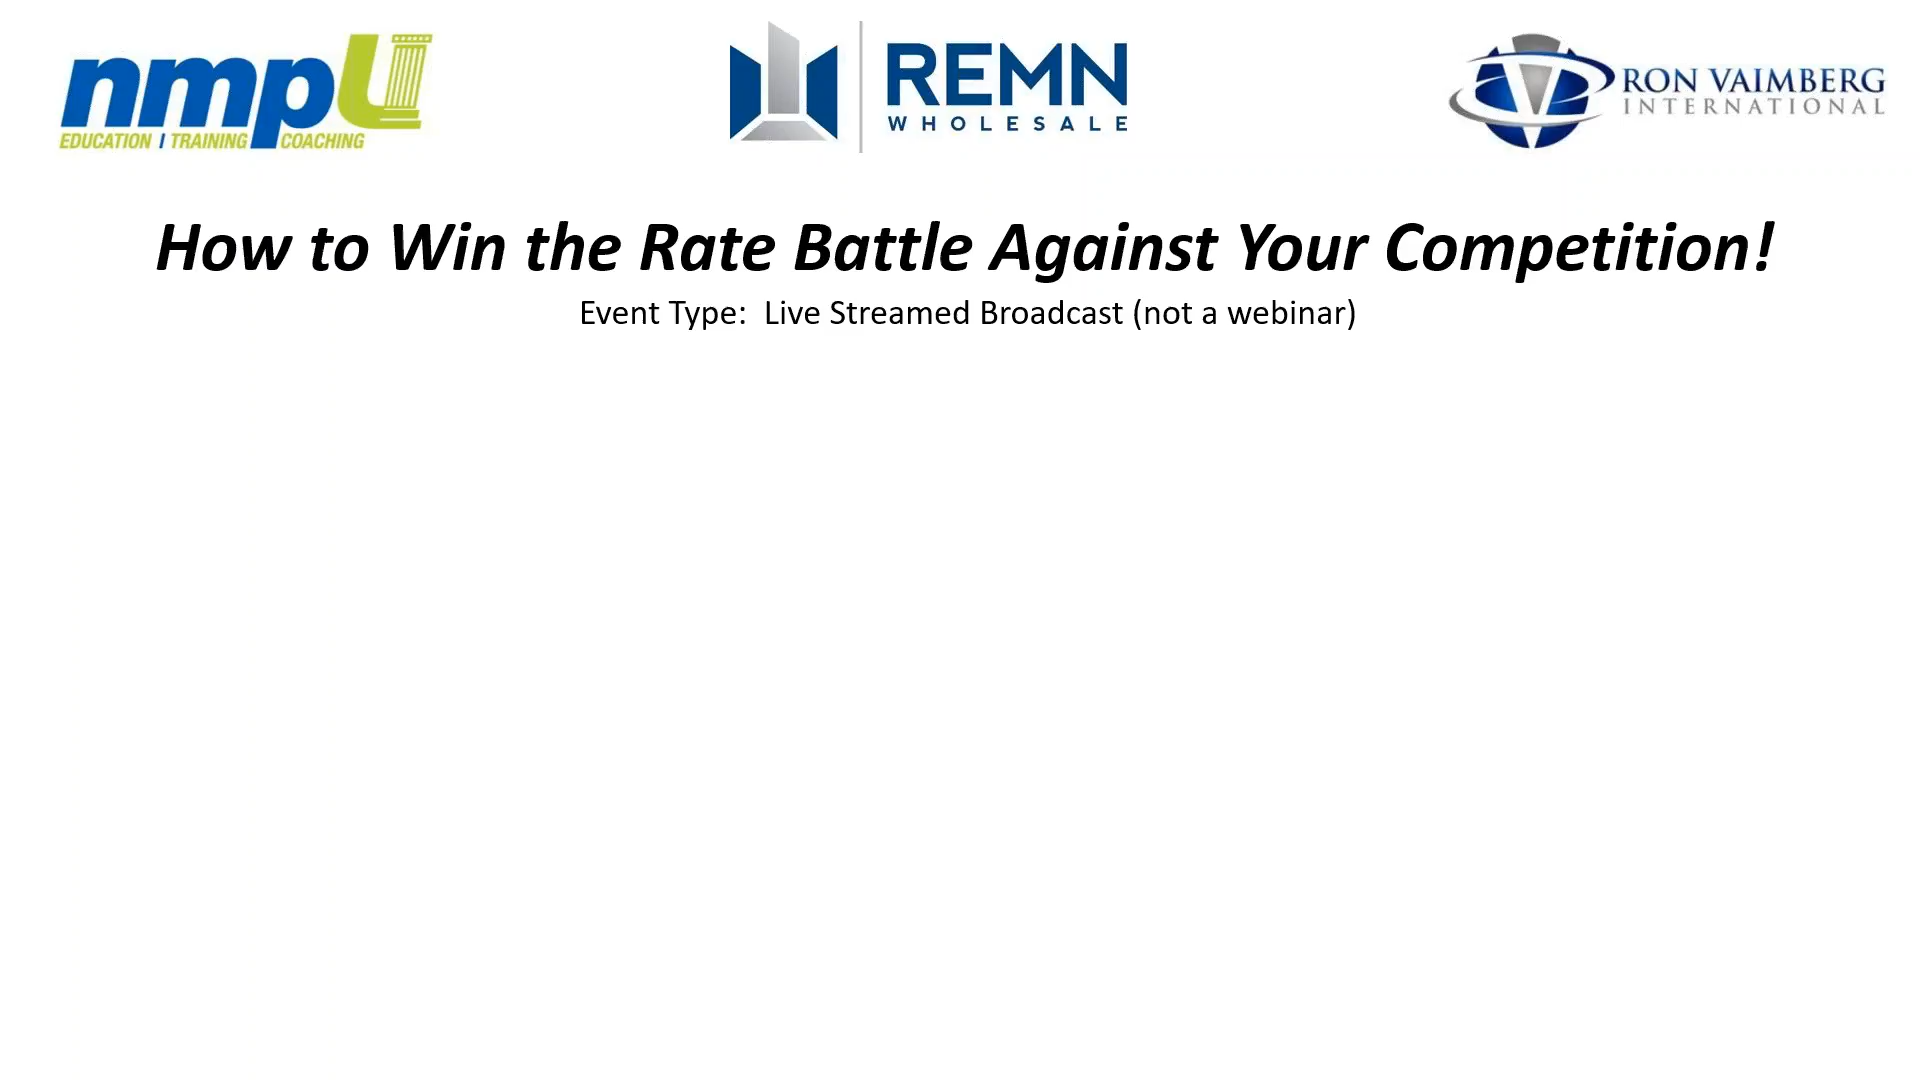 nmpU
EDUCATION | TRAINING COACHING
REMN
WHOLESALE
RON VAIMBERG
INTERNATIONAL
How to Win the Rate Battle Against Your Competition!
Event Type:  Live Streamed Broadcast (not a webinar)